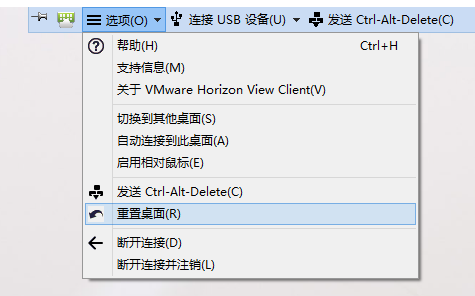 选项(O) 连接 USB 设备(U) 发送 Ctrl-Alt-Delete(C)
帮助(H) Ctrl+H
支持信息(M)
关于 VMware Horizon View Client(V)
切换到其他桌面(S)
自动连接到此桌面(A)
启用相对鼠标(E)
发送 Ctrl-Alt-Delete(C)
重置桌面(R)
断开连接(D)
断开连接并注销(L)